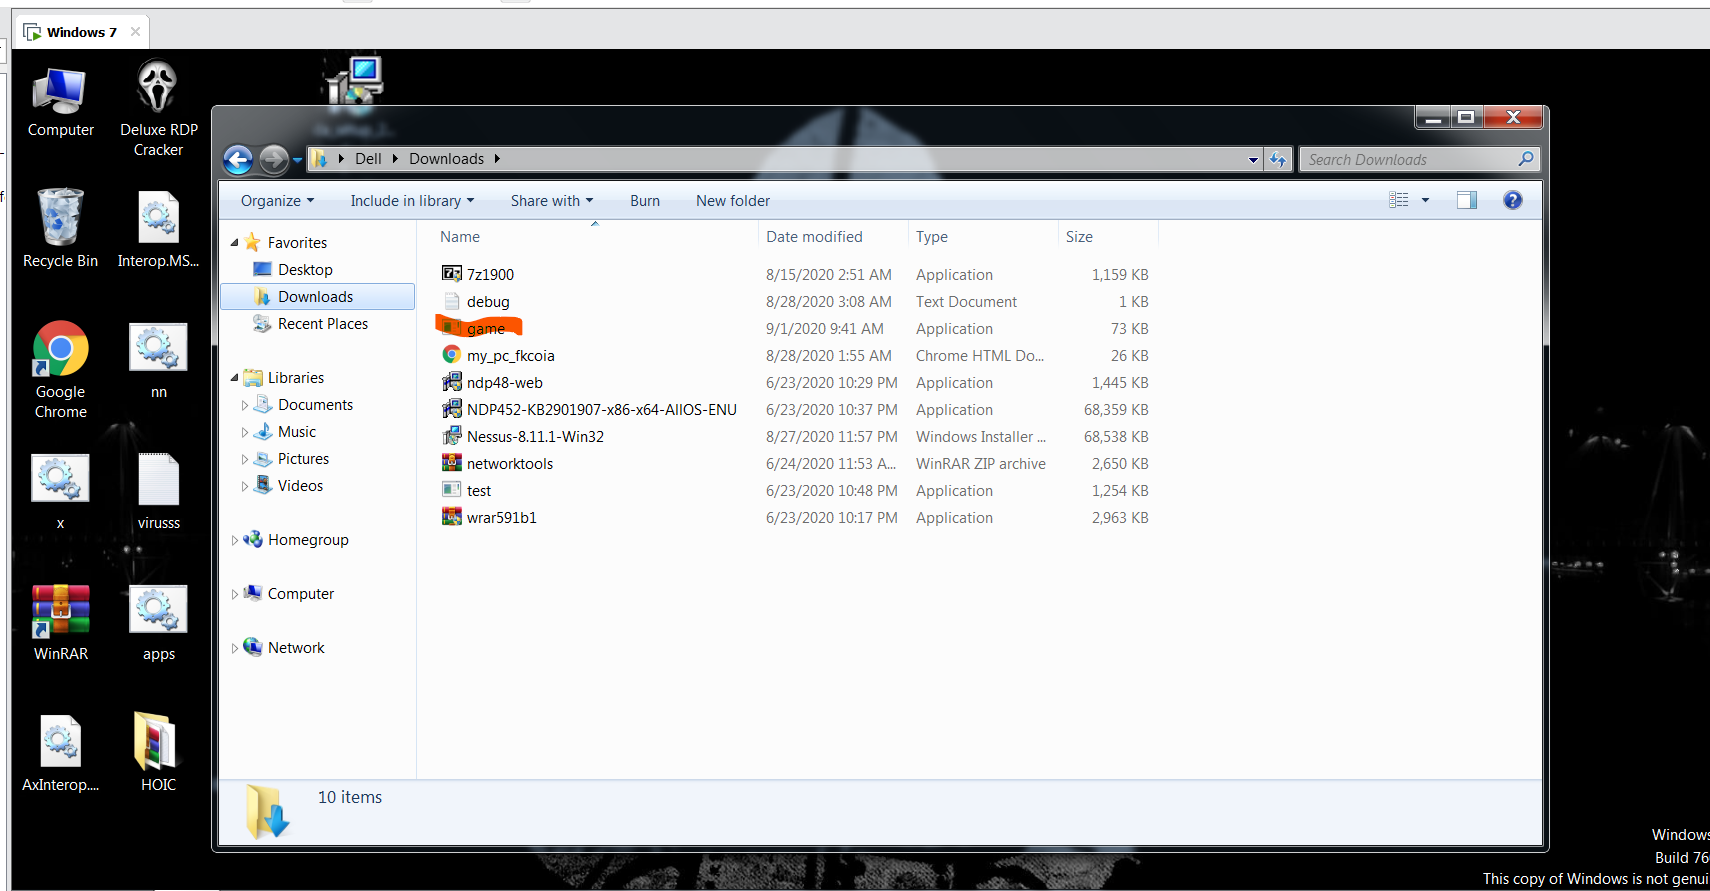 Windows 7
Computer
Deluxe RDP
Cracker
Recycle Bin
Interop.MS...
Google
Chrome
nn
x
virusss
WinRAR
apps
AxInterop....
HOIC
Dell
Downloads
Search Downloads
Organize
Include in library
Share with
Burn
New folder
Favorites
Desktop
Downloads
Recent Places
Libraries
Documents
Music
Pictures
Videos
Homegroup
Computer
Network
Name Date modified Type Size
7z1900 8/15/2020 2:51 AM Application 1,159 KB
debug 8/28/2020 3:08 AM Text Document 1 KB
game 9/1/2020 9:41 AM Application 73 KB
my_pc_fkcoia 8/28/2020 1:55 AM Chrome HTML Do... 26 KB
ndp48-web 6/23/2020 10:29 PM Application 1,445 KB
NDP452-KB2901907-x86-x64-AllOS-ENU 6/23/2020 10:37 PM Application 68,359 KB
Nessus-8.11.1-Win32 8/27/2020 11:57 PM Windows Installer ... 68,538 KB
networktools 6/24/2020 11:53 A... WinRAR ZIP archive 2,650 KB
test 6/23/2020 10:48 PM Application 1,254 KB
wrar591b1 6/23/2020 10:17 PM Application 2,963 KB
10 items
Windows
Build 76
This copy of Windows is not genui